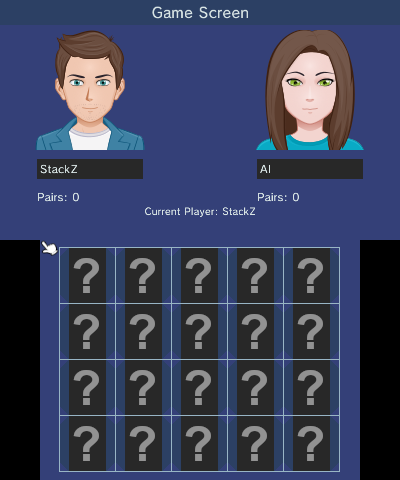 Game Screen
StackZ
AI
Pairs: 0
Pairs: 0
Current Player: StackZ
? ? ? ? ?
? ? ? ? ?
? ? ? ? ?
? ? ? ? ?